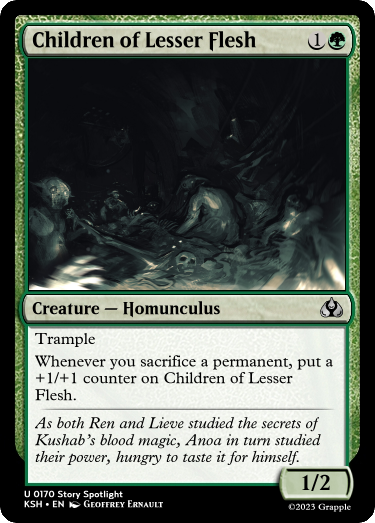 Children of Lesser Flesh 1
Creature — Homunculus
Trample
Whenever you sacrifice a permanent, put a
+1/+1 counter on Children of Lesser
Flesh.
As both Ren and Lieve studied the secrets of
Kushab's blood magic, Anoa in turn studied
their power, hungry to taste it for himself.
1/2
U 0170 Story Spotlight
KSH • EN Geoffrey Ernault
©2023 Grapple